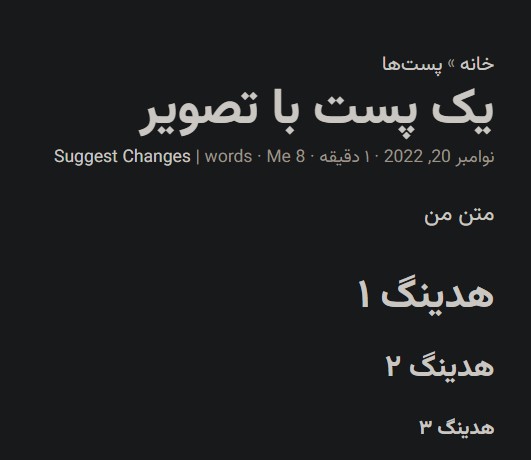 خانه » پست‌ها
یک پست با تصویر
نوامبر 20, 2022 · ۱ دقیقه · 8 words · Me | Suggest Changes
متن من
هدینگ ۱
هدینگ ۲
هدینگ ۳